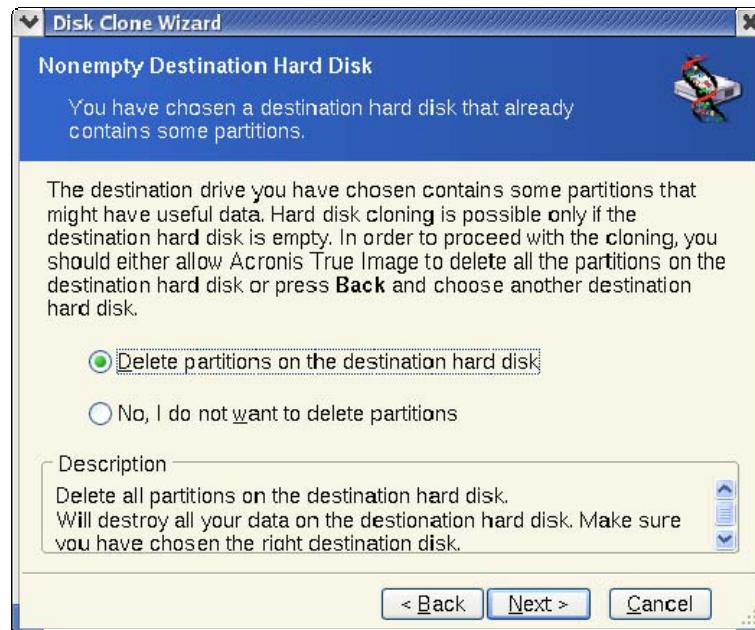 Disk Clone Wizard
Nonempty Destination Hard Disk
You have chosen a destination hard disk that already
contains some partitions.
The destination drive you have chosen contains some partitions that
might have useful data. Hard disk cloning is possible only if the
destination hard disk is empty. In order to proceed with the cloning, you
should either allow Acronis True Image to delete all the partitions on the
destination hard disk or press Back and choose another destination
hard disk.
Delete partitions on the destination hard disk
No, I do not want to delete partitions
Description
Delete all partitions on the destination hard disk.
Will destroy all your data on the destionation hard disk. Make sure
you have chosen the right destination disk.
< Back Next > Cancel